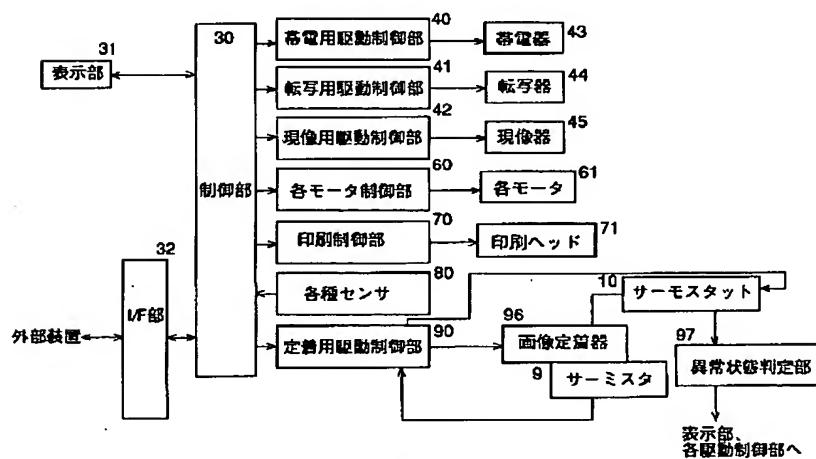 40
帯電用駆動制御部
帯電器
43
31
表示部
30
制御部
41
転写用駆動制御部
転写器
44
42
現像用駆動制御部
現像器
45
60
各モータ制御部
各モータ
61
70
印刷制御部
印刷ヘッド
71
80
各種センサ
10
サーモスタット
32
I/F部
外部装置
90
定着用駆動制御部
96
画像定着器
9
サーミスタ
97
異常状態判定部
表示部、
各駆動制御部へ